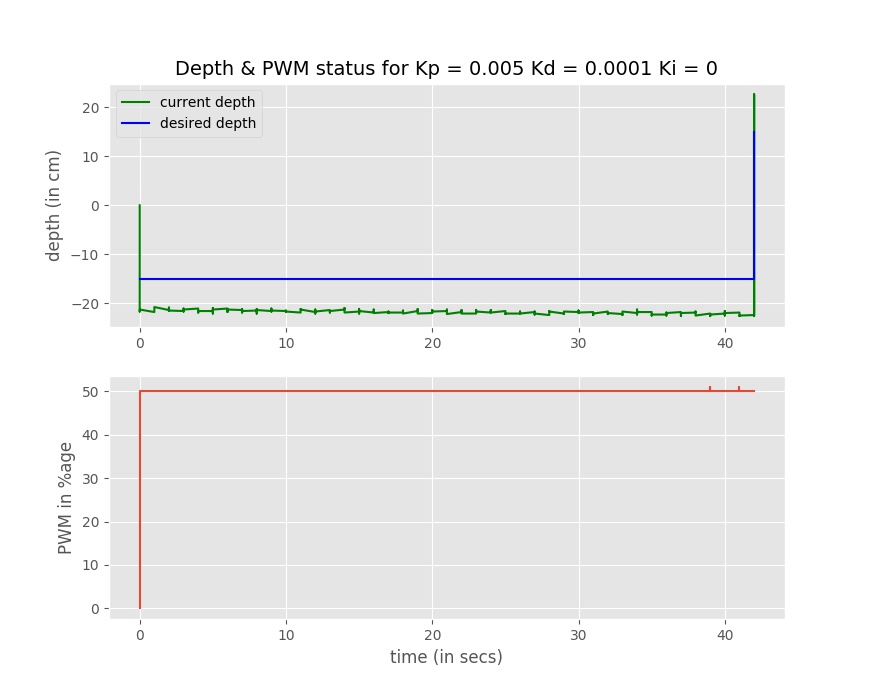 Depth & PWM status for Kp = 0.005 Kd = 0.0001 Ki = 0
current depth
desired depth
depth (in cm)
20
10
0
−10
−20
0 10 20 30 40
PWM in %age
50
40
30
20
10
0
0 10 20 30 40
time (in secs)